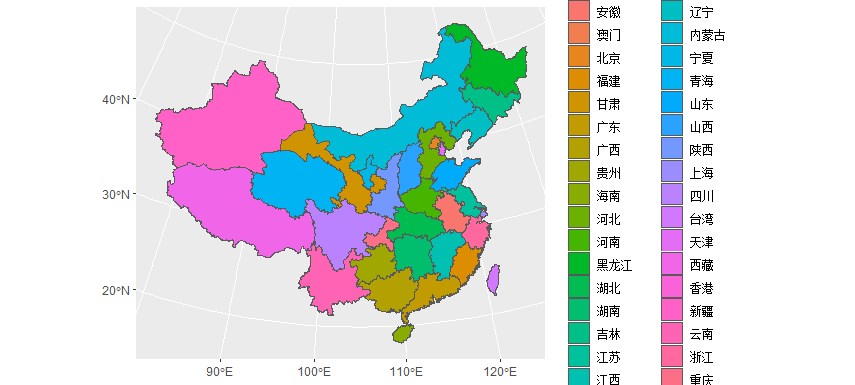 40°N
30°N
20°N
90°E
100°E
110°E
120°E
安徽
澳门
北京
福建
甘肃
广东
广西
贵州
海南
河北
河南
黑龙江
湖北
湖南
吉林
江苏
江西
辽宁
内蒙古
宁夏
青海
山东
山西
陕西
上海
四川
台湾
天津
西藏
香港
新疆
云南
浙江
重庆